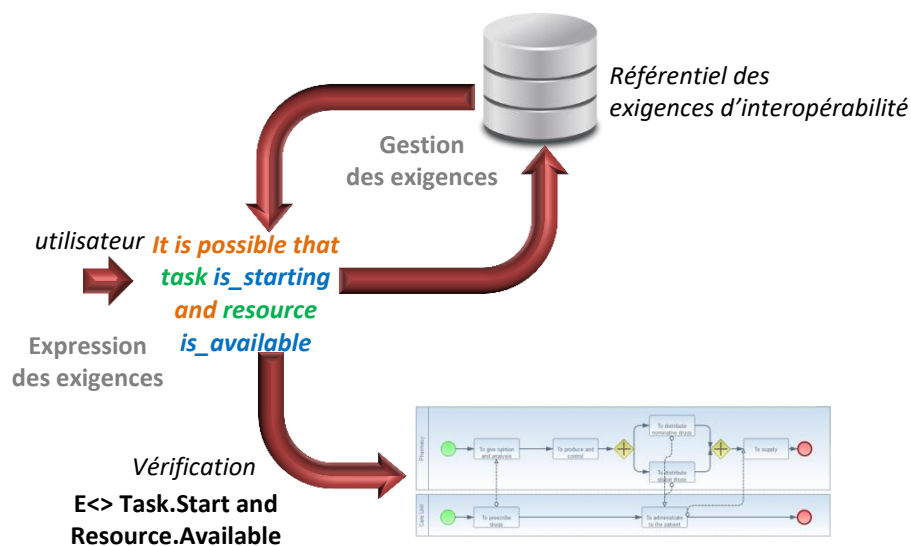 Référentiel des
exigences d'interopérabilité
Gestion
des exigences
utilisateur
It is possible that
task is_starting
and resource
is_available
Expression
des exigences
Vérification
E<> Task.Start and
Resource.Available
Pharmacy
To give opinion
and analysis
To produce and
control
To distribute
nominative drugs
To distribute
global drugs
To supply
Care Unit
To prescribe
drugs
To administrate
to the patient